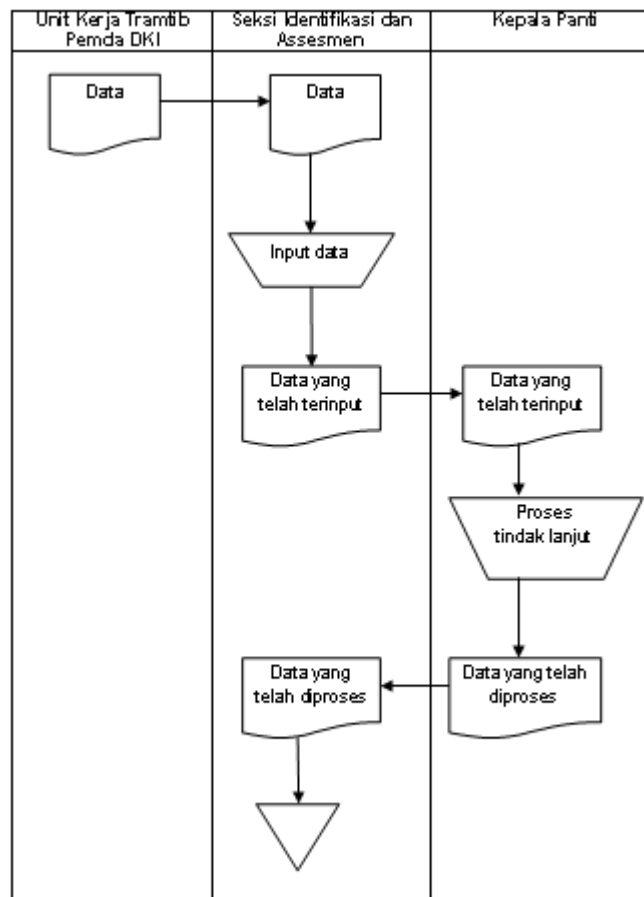 Unit Kerja Tramtib
Pemda DKI
Seksi Identifikasi dan
Assesmen
Kepala Panti
Data
Data
Input data
Data yang
telah terinput
Data yang
telah terinput
Proses
tindak lanjut
Data yang
telah diproses
Data yang telah
diproses